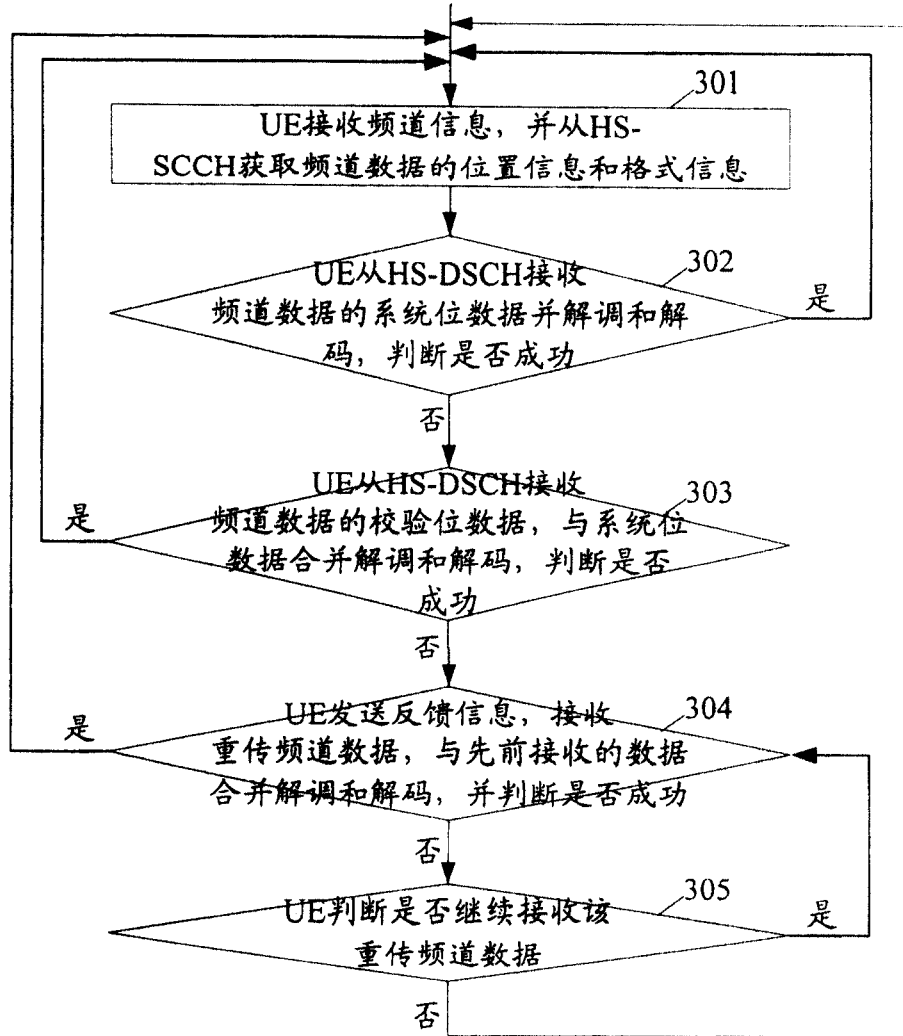 301
UE接收频道信息，并从HS-
SCCH获取频道数据的位置信息和格式信息
302
UE从HS-DSCH接收
频道数据的系统位数据并解调和解
码，判断是否成功
是
否
303
UE从HS-DSCH接收
频道数据的校验位数据，与系统位
数据合并解调和解码，判断是否
成功
是
否
304
UE发送反馈信息，接收
重传频道数据，与先前接收的数据
合并解调和解码，并判断是否成功
是
否
305
UE判断是否继续接收该
重传频道数据
是
否